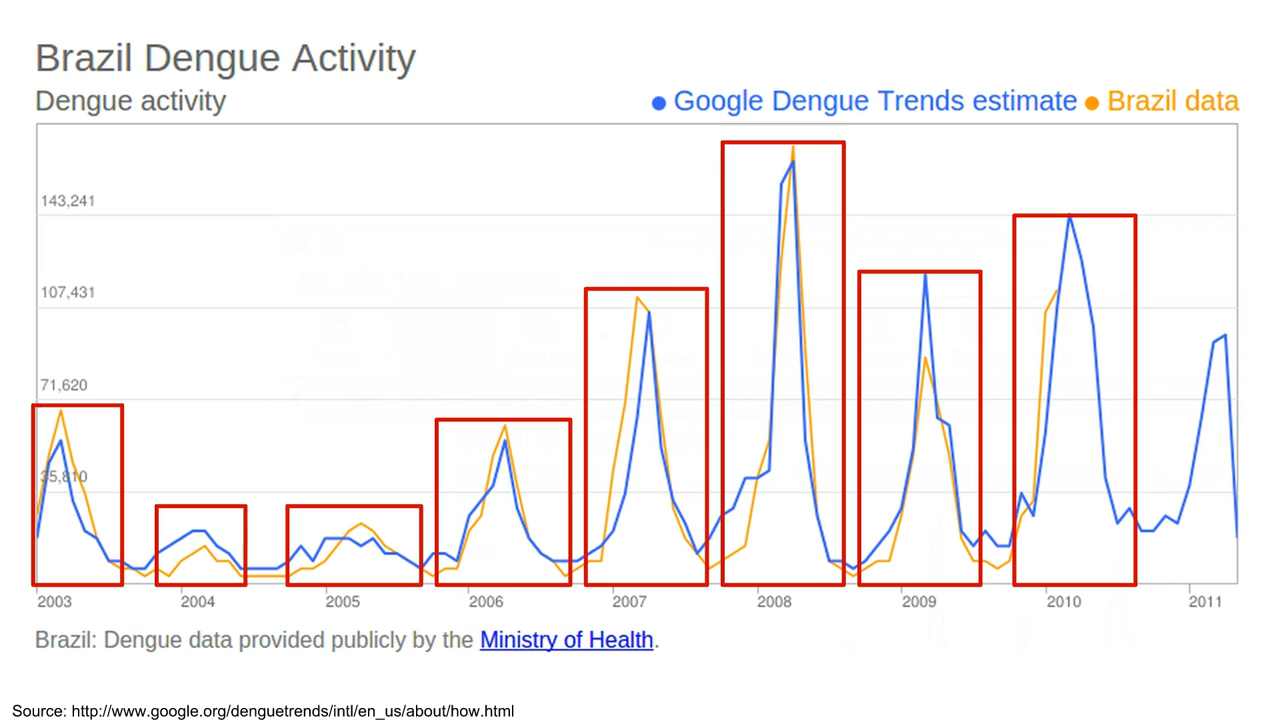 Brazil Dengue Activity
Dengue activity
● Google Dengue Trends estimate ● Brazil data
143,241
107,431
71,620
35,810
2003 2004 2005 2006 2007 2008 2009 2010 2011
Brazil: Dengue data provided publicly by the Ministry of Health.
Source: http://www.google.org/denguetrends/intl/en_us/about/how.html